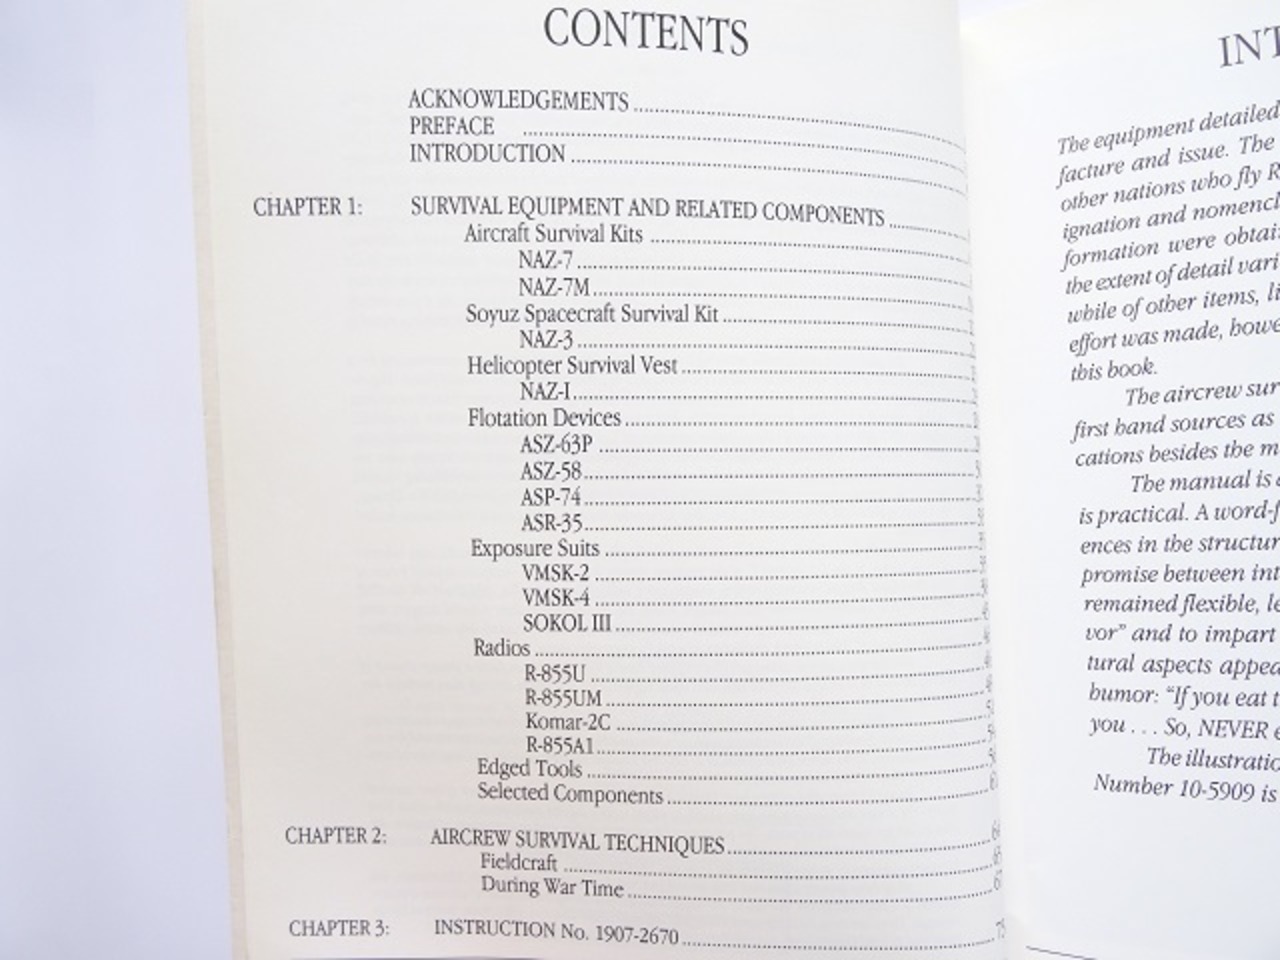 CONTENTS
ACKNOWLEDGEMENTS
PREFACE
INTRODUCTION
CHAPTER 1: SURVIVAL EQUIPMENT AND RELATED COMPONENTS
Aircraft Survival Kits
NAZ-7
NAZ-7M
Soyuz Spacecraft Survival Kit
NAZ-3
Helicopter Survival Vest
NAZ-I
Flotation Devices
ASZ-63P
ASZ-58
ASP-74
ASR-35
Exposure Suits
VMSK-2
VMSK-4
SOKOL III
Radios
R-855U
R-855UM
Komar-2C
R-855A1
Edged Tools
Selected Components
CHAPTER 2: AIRCREW SURVIVAL TECHNIQUES
Fieldcraft
During War Time
CHAPTER 3: INSTRUCTION No. 1907-2670
INT
The equipment detailed
facture and issue. The
other nations who fly R
ignation and nomencl
formation were obtai
the extent of detail vari
while of other items, li
effort was made, howe
this book.
The aircrew sur
first hand sources as
cations besides the m
The manual is
is practical. A word-f
ences in the structur
promise between int
remained flexible, le
vor" and to impart
tural aspects appea
humor: "If you eat t
you . . . So, NEVER e
The illustratio
Number 10-5909 is